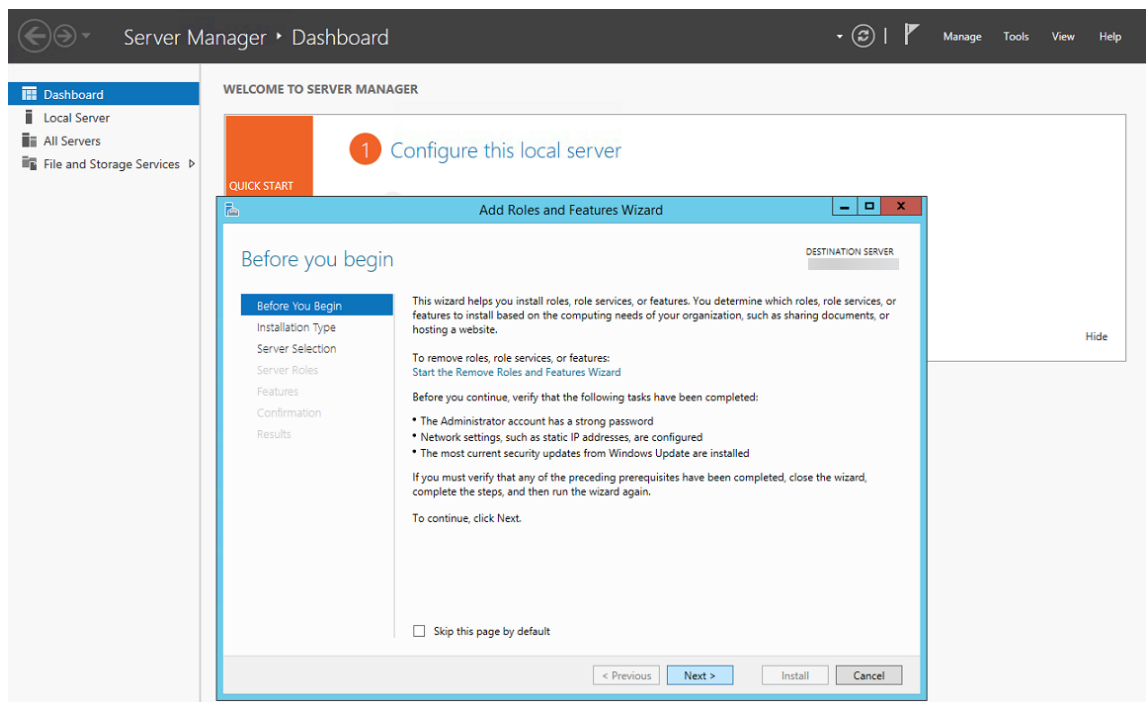 Server Manager ‣ Dashboard
Manage Tools View Help
Dashboard
Local Server
All Servers
File and Storage Services
WELCOME TO SERVER MANAGER
QUICK START
1 Configure this local server
Hide
Add Roles and Features Wizard
Before you begin
DESTINATION SERVER
Before You Begin
Installation Type
Server Selection
Server Roles
Features
Confirmation
Results
This wizard helps you install roles, role services, or features. You determine which roles, role services, or
features to install based on the computing needs of your organization, such as sharing documents, or
hosting a website.
To remove roles, role services, or features:
Start the Remove Roles and Features Wizard
Before you continue, verify that the following tasks have been completed:
• The Administrator account has a strong password
• Network settings, such as static IP addresses, are configured
• The most current security updates from Windows Update are installed
If you must verify that any of the preceding prerequisites have been completed, close the wizard,
complete the steps, and then run the wizard again.
To continue, click Next.
Skip this page by default
< Previous Next > Install Cancel